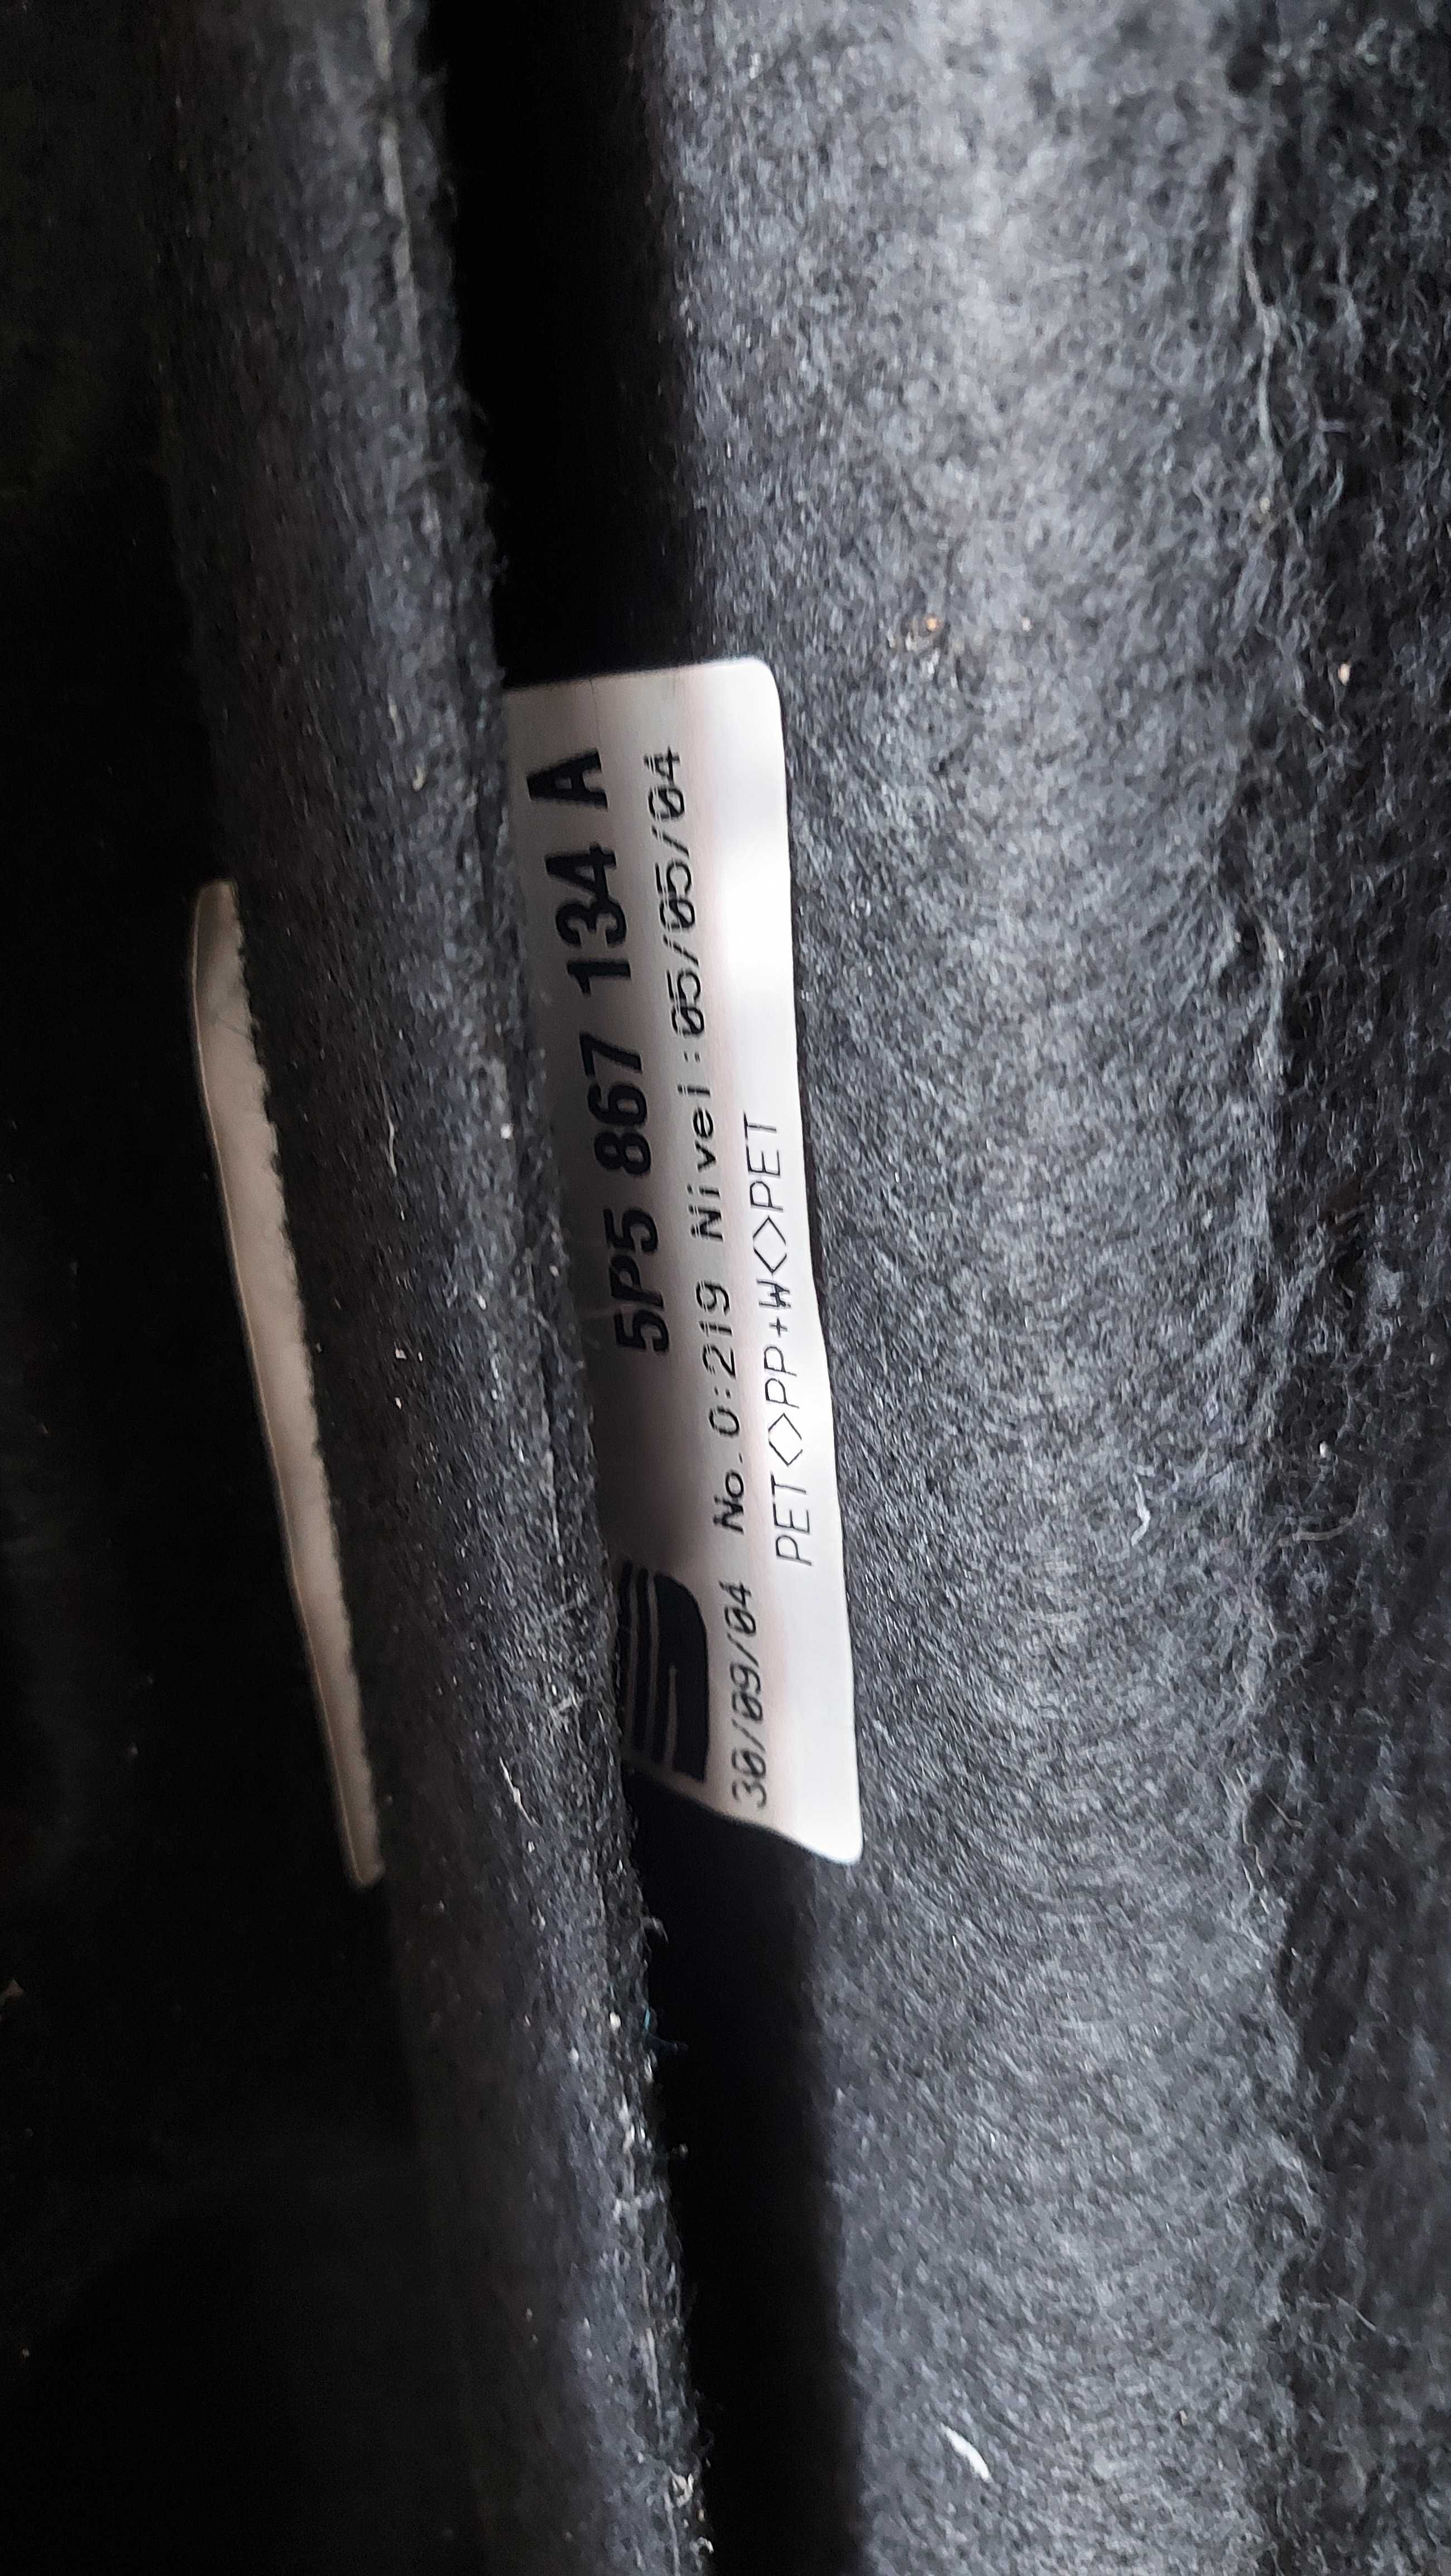 5P5 867 134 A
30/09/04 No.0:219 Nivel:05/05/04
PET<>PP+W<>PET